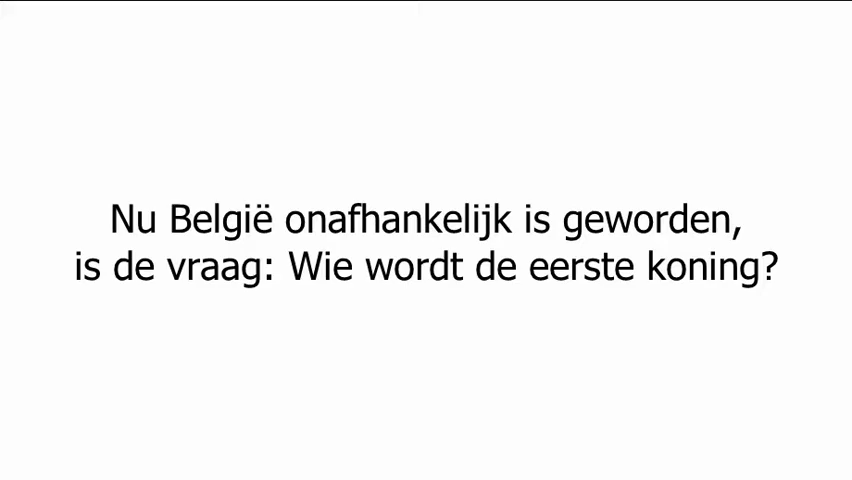 Nu België onafhankelijk is geworden,
is de vraag: Wie wordt de eerste koning?